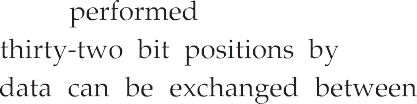 performed
thirty-two bit positions by
data can be exchanged between